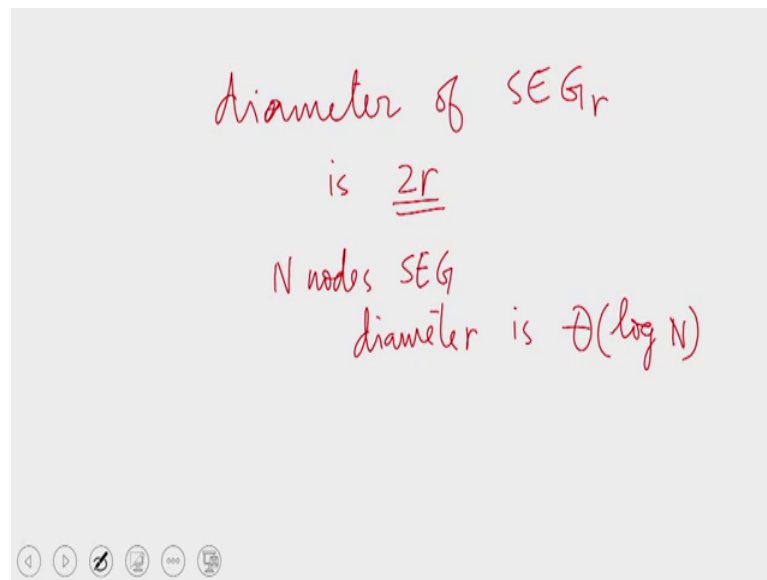 diameter of SEGr
is 2r
N nodes SEG
diameter is Θ(log N)